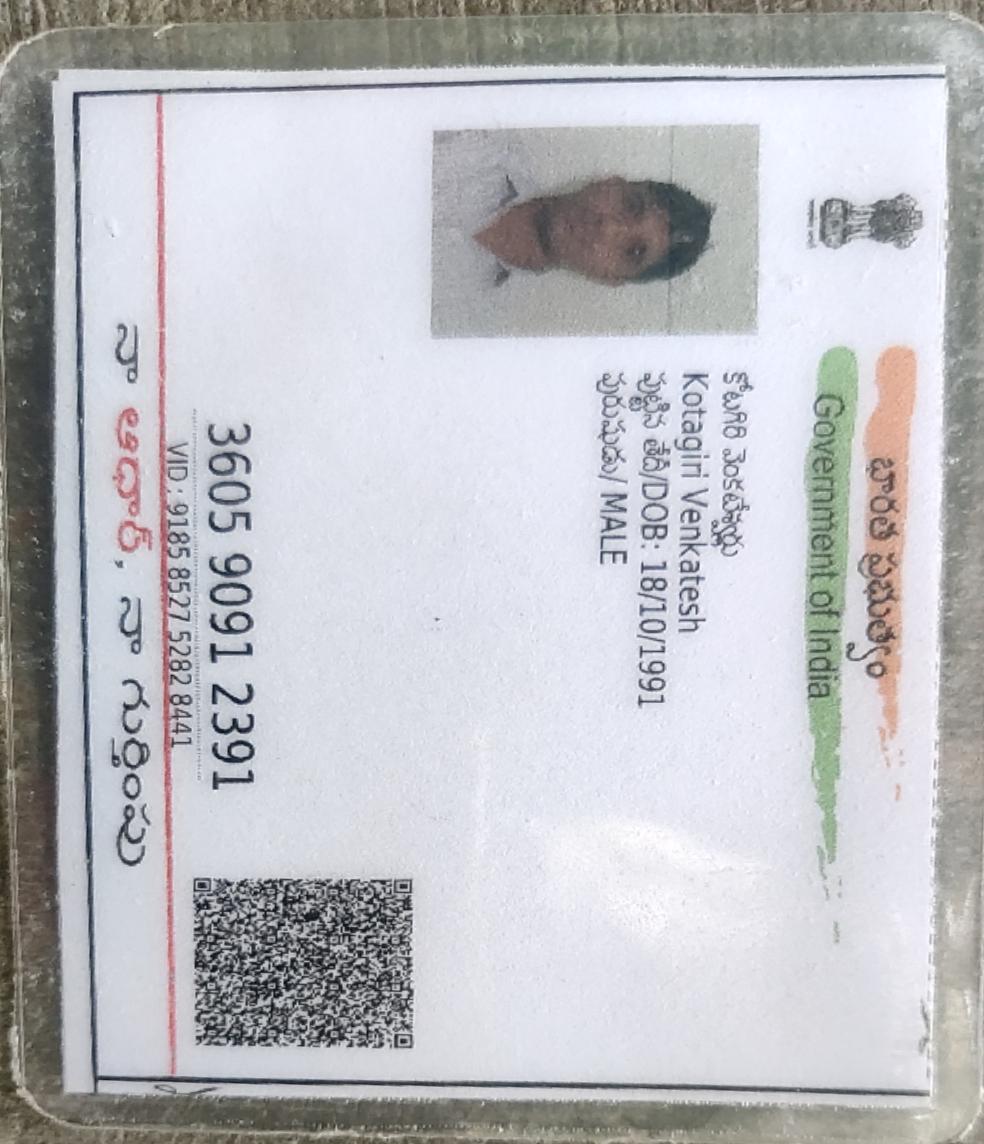 భారత ప్రభుత్వం
Government of India
కోటగిరి వెంకటేశ్వర్లు
Kotagiri Venkatesh
పుట్టిన తేదీ/DOB: 18/10/1991
పురుషుడు/ MALE
3605 9091 2391
VID : 9185 8527 5282 8441
నా ఆధార్, నా గుర్తింపు